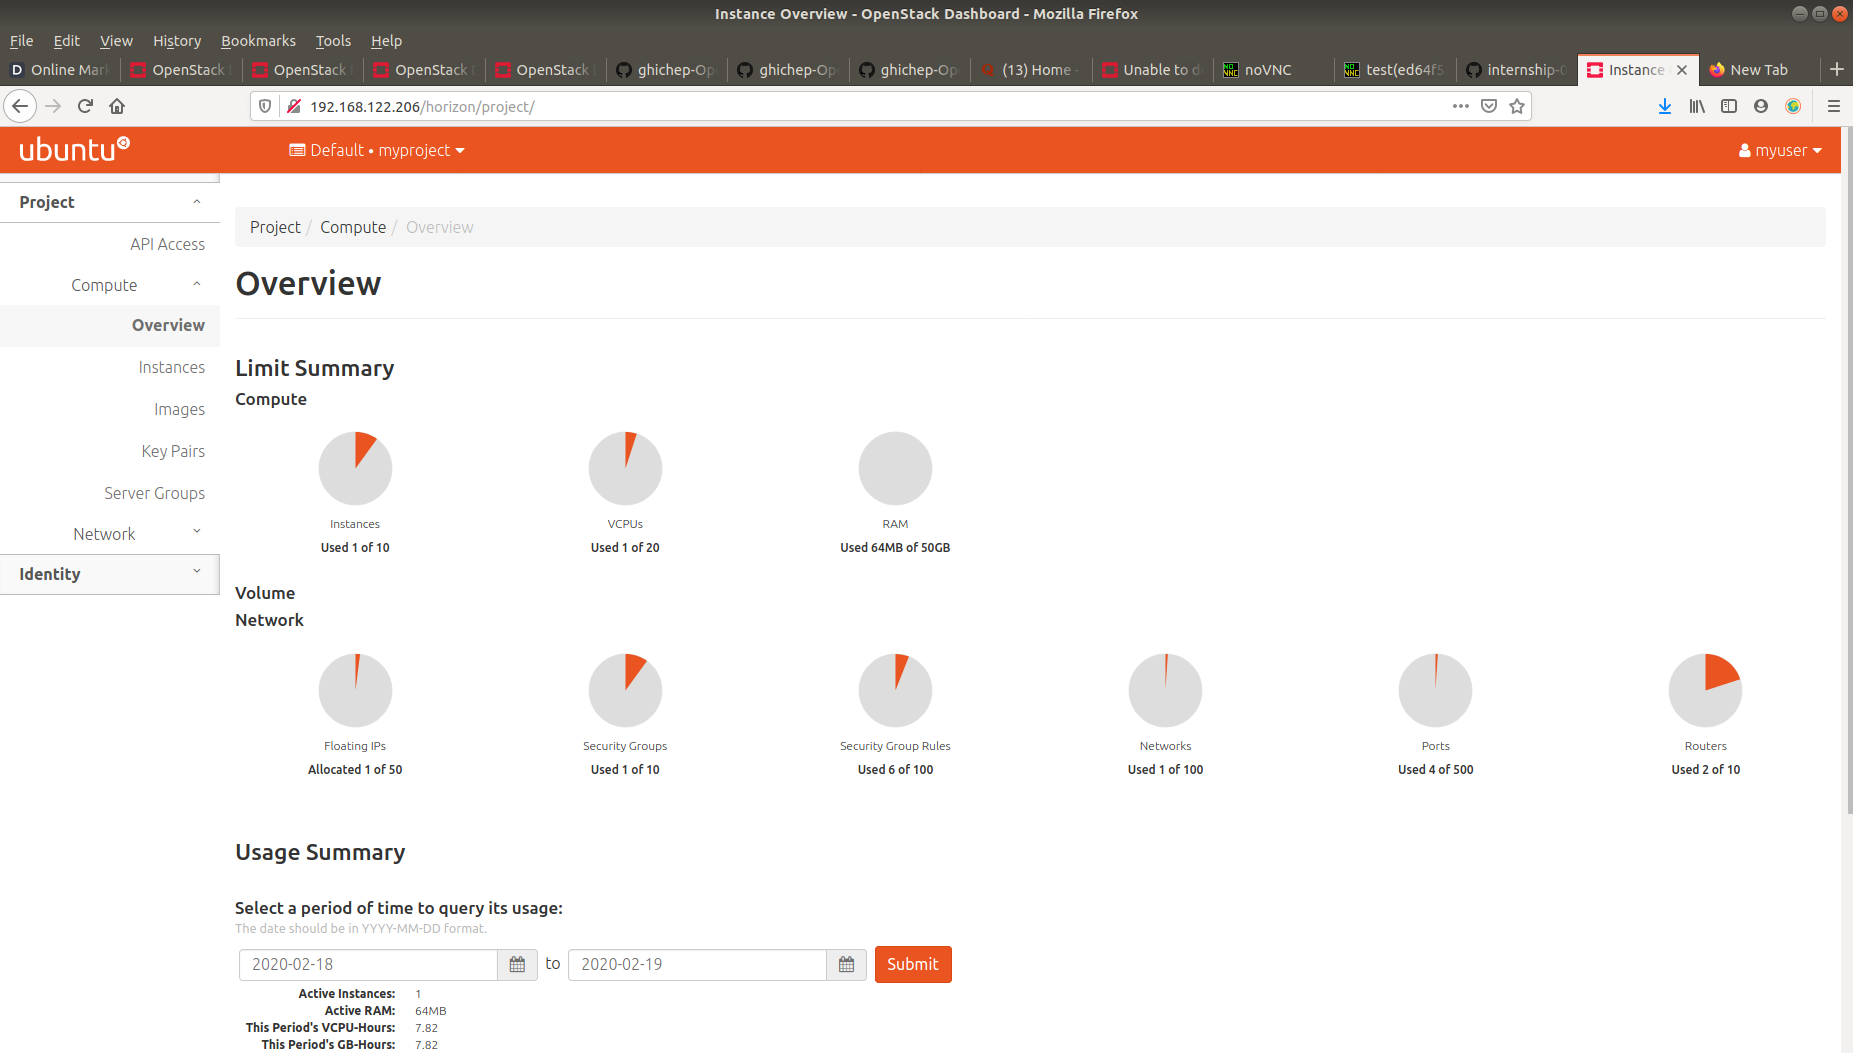 Instance Overview - OpenStack Dashboard - Mozilla Firefox
File Edit View History Bookmarks Tools Help
Online Mar OpenStack OpenStack OpenStack OpenStack ghichep-Op ghichep-Op ghichep-Op (13) Home - Unable to d noVNC test(ed64f5 internship-0 Instance New Tab
192.168.122.206/horizon/project/
ubuntu Default • myproject myuser
Project
API Access
Compute
Overview
Instances
Images
Key Pairs
Server Groups
Network
Identity
Project / Compute / Overview
Overview
Limit Summary
Compute
Instances VCPUs RAM
Used 1 of 10 Used 1 of 20 Used 64MB of 50GB
Volume
Network
Floating IPs Security Groups Security Group Rules Networks Ports Routers
Allocated 1 of 50 Used 1 of 10 Used 6 of 100 Used 1 of 100 Used 4 of 500 Used 2 of 10
Usage Summary
Select a period of time to query its usage:
The date should be in YYYY-MM-DD format.
2020-02-18 to 2020-02-19 Submit
Active Instances: 1
Active RAM: 64MB
This Period's VCPU-Hours: 7.82
This Period's GB-Hours: 7.82